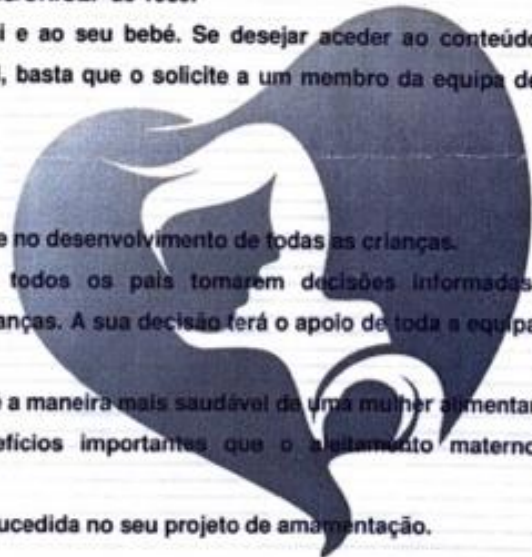 i e ao seu bebé. Se desejar aceder ao conteúdo
, basta que o solicite a um membro da equipa de
e no desenvolvimento de todas as crianças.
todos os pais tomarem decisões informadas
anças. A sua decisão terá o apoio de toda a equipa
e a maneira mais saudável de uma mulher alimentar
efícios importantes que o aleitamento materno
ucedida no seu projeto de amamentação.